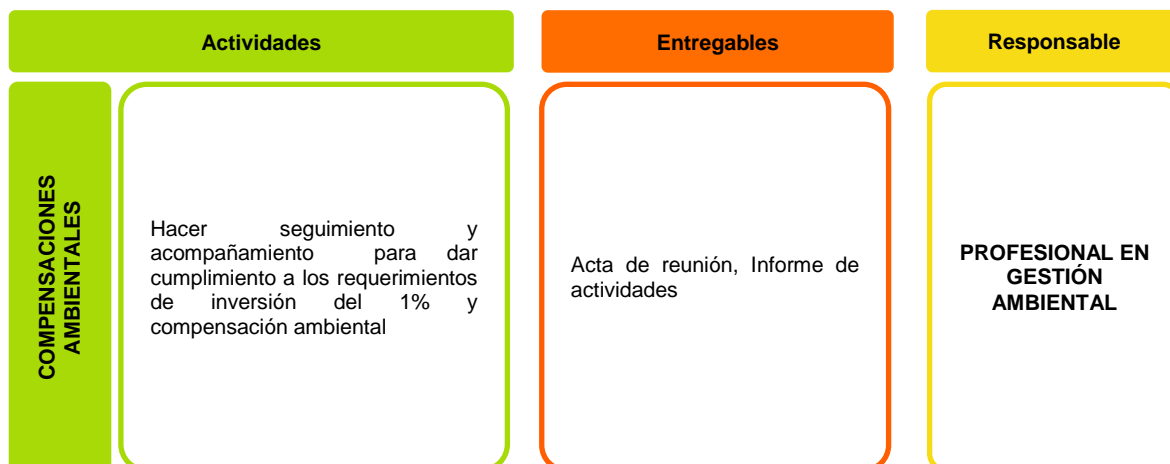 Actividades
Entregables
Responsable
COMPENSACIONES
AMBIENTALES
Hacer seguimiento y
acompañamiento para dar
cumplimiento a los requerimientos
de inversión del 1% y
compensación ambiental
Acta de reunión, Informe de
actividades
PROFESIONAL EN
GESTIÓN
AMBIENTAL